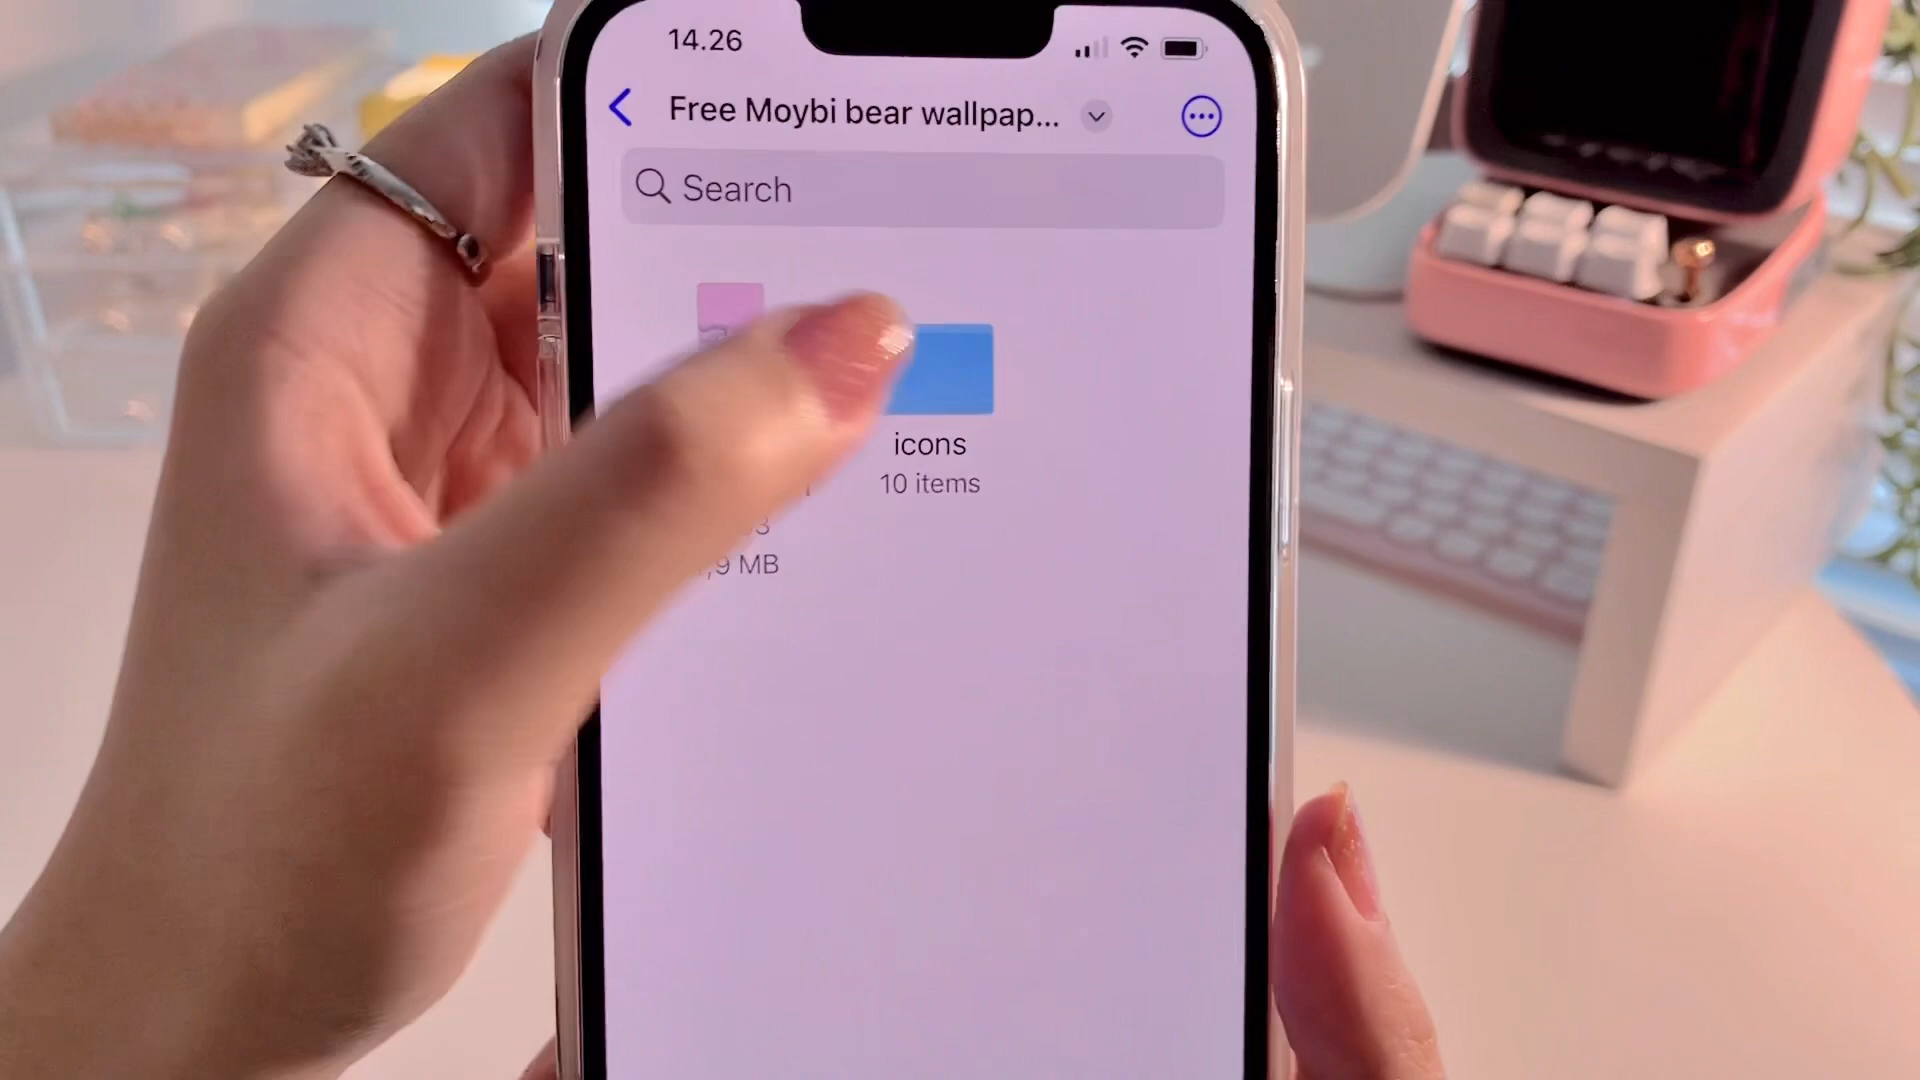 14.26
Free Moybi bear wallpap...
Search
icons
10 items
,9 MB